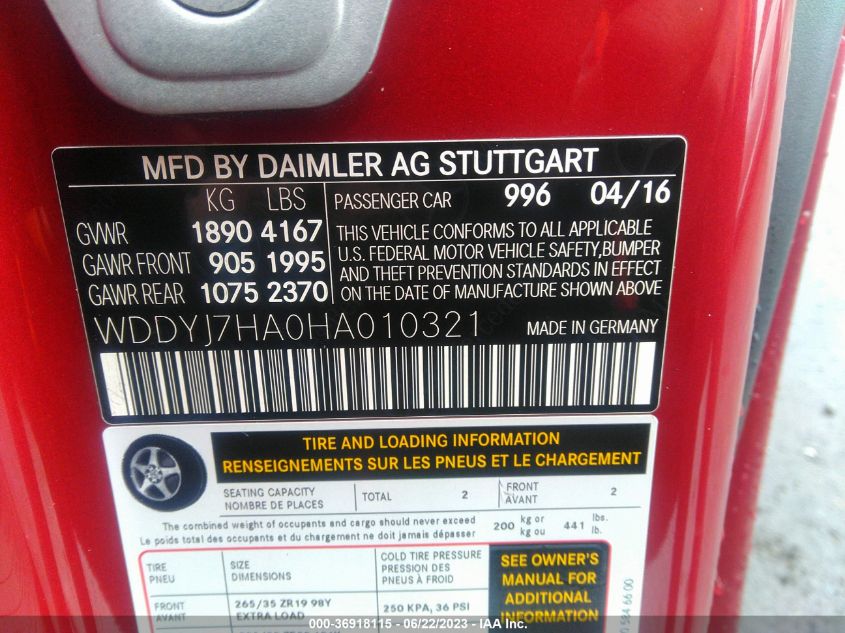 MFD BY DAIMLER AG STUTTGART
KG LBS
GVWR 1890 4167
GAWR FRONT 905 1995
GAWR REAR 1075 2370
PASSENGER CAR 996 04/16
THIS VEHICLE CONFORMS TO ALL APPLICABLE
U.S. FEDERAL MOTOR VEHICLE SAFETY,BUMPER
AND THEFT PREVENTION STANDARDS IN EFFECT
ON THE DATE OF MANUFACTURE SHOWN ABOVE
WDDYJ7HA0HA010321 MADE IN GERMANY
TIRE AND LOADING INFORMATION
RENSEIGNEMENTS SUR LES PNEUS ET LE CHARGEMENT
SEATING CAPACITY
NOMBRE DE PLACES
TOTAL 2
FRONT
AVANT
2
The combined weight of occupants and cargo should never exceed
Le poids total des occupants et du chargement ne doit jamais dépasser
200 kg or
kg ou
441 lbs.
lb.
TIRE
PNEU
SIZE
DIMENSIONS
COLD TIRE PRESSURE
PRESSION DES
PNEUS À FROID
SEE OWNER'S
MANUAL FOR
ADDITIONAL
INFORMATION
FRONT
AVANT
265/35 ZR19 98Y
EXTRA LOAD
250 KPA, 36 PSI
584 66 00
000-36918115 - 06/22/2023 - IAA Inc.